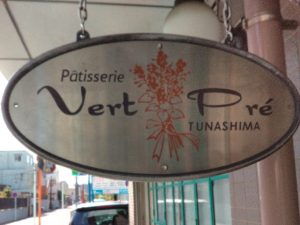 Pâtisserie
Vert Pré
TUNASHIMA